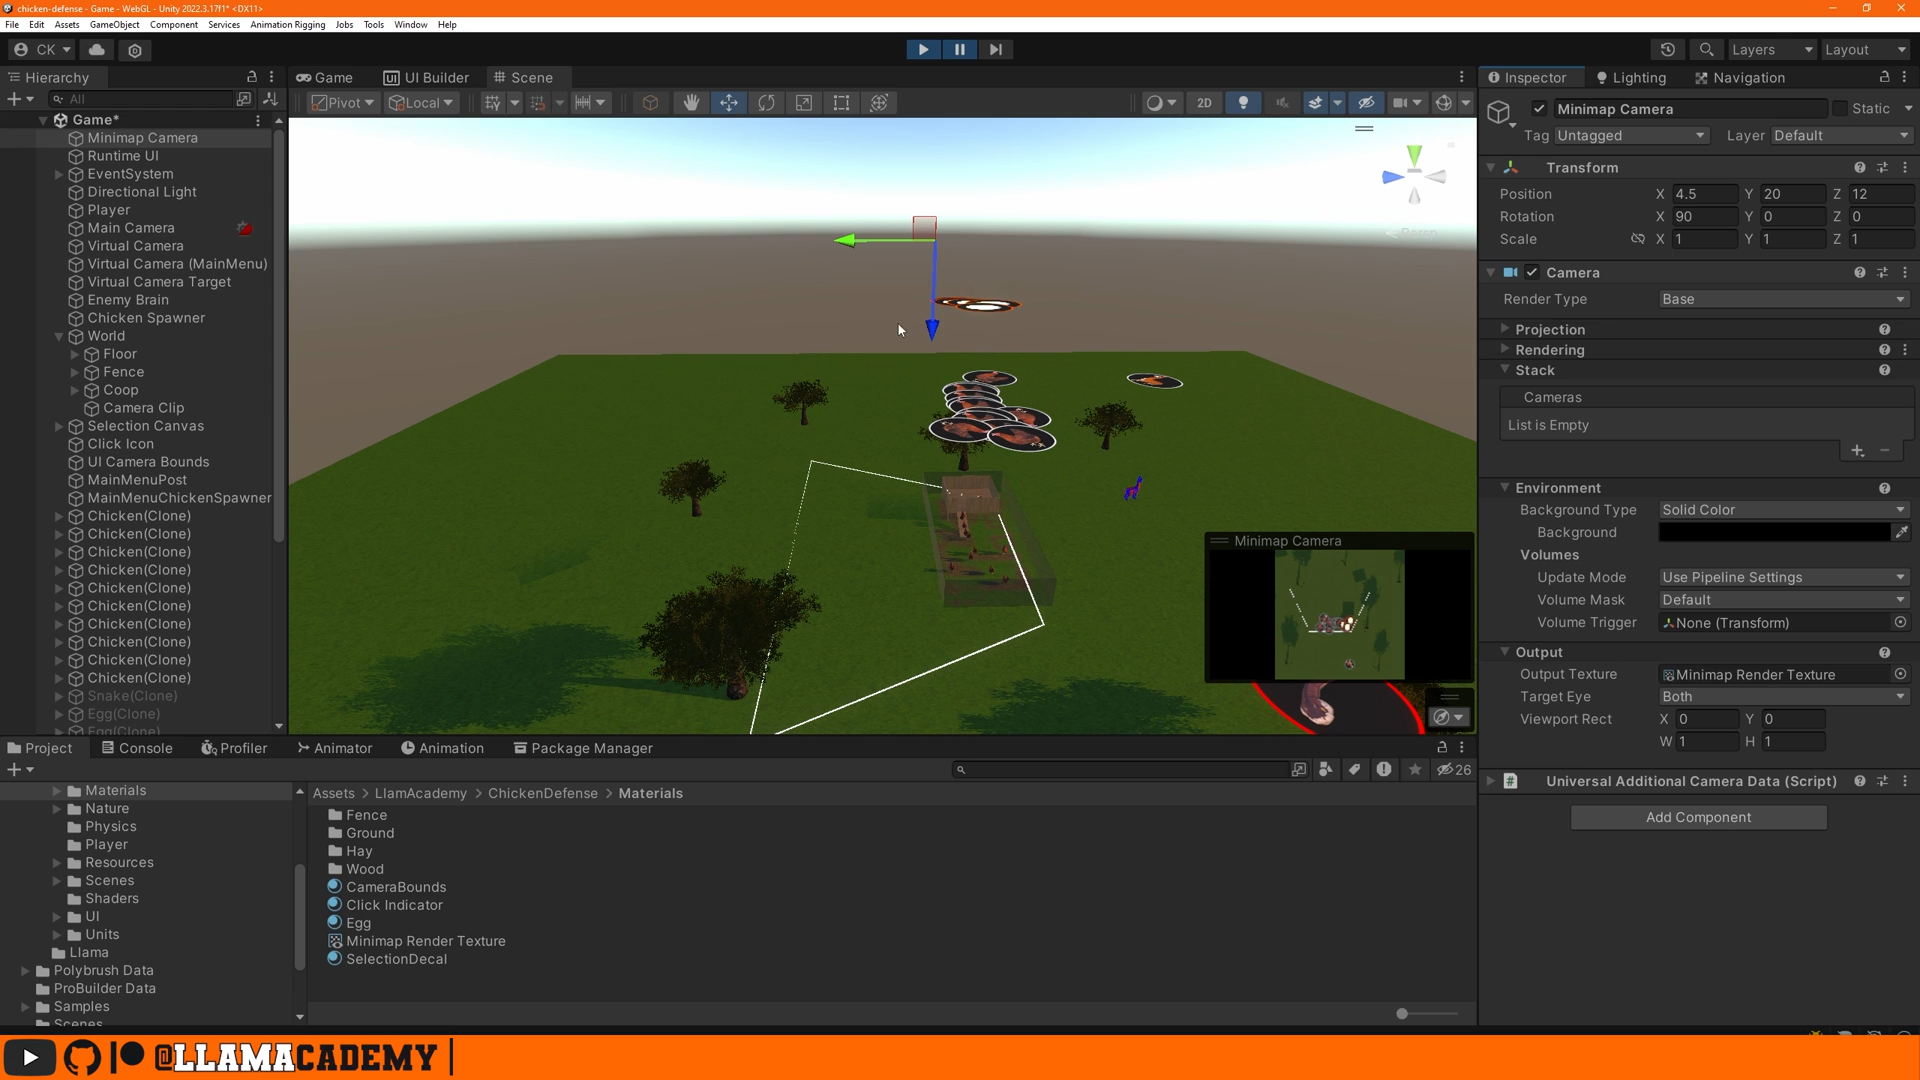 chicken-defense - Game - WebGL - Unity 2022.3.17f1* <DX11>
File Edit Assets GameObject Component Services Animation Rigging Jobs Tools Window Help
CK Layers Layout
Hierarchy Game UI Builder Scene Inspector Lighting Navigation
All Pivot Local 2D Minimap Camera Static
Tag Untagged Layer Default
Game*
Minimap Camera
Runtime UI
EventSystem
Directional Light
Player
Main Camera
Virtual Camera
Virtual Camera (MainMenu)
Virtual Camera Target
Enemy Brain
Chicken Spawner
World
Floor
Fence
Coop
Camera Clip
Selection Canvas
Click Icon
UI Camera Bounds
MainMenuPost
MainMenuChickenSpawner
Chicken(Clone)
Chicken(Clone)
Chicken(Clone)
Chicken(Clone)
Chicken(Clone)
Chicken(Clone)
Chicken(Clone)
Chicken(Clone)
Chicken(Clone)
Chicken(Clone)
Snake(Clone)
Egg(Clone)
Egg(Clone)
Persp
Minimap Camera
Transform
Position X 4.5 Y 20 Z 12
Rotation X 90 Y 0 Z 0
Scale X 1 Y 1 Z 1
Camera
Render Type Base
Projection
Rendering
Stack
Cameras
List is Empty
Environment
Background Type Solid Color
Background
Volumes
Update Mode Use Pipeline Settings
Volume Mask Default
Volume Trigger None (Transform)
Output
Output Texture Minimap Render Texture
Target Eye Both
Viewport Rect X 0 Y 0
W 1 H 1
Universal Additional Camera Data (Script)
Add Component
Project Console Profiler Animator Animation Package Manager
26
Materials
Nature
Physics
Player
Resources
Scenes
Shaders
UI
Units
Llama
Polybrush Data
ProBuilder Data
Samples
Scenes
Assets > LlamAcademy > ChickenDefense > Materials
Fence
Ground
Hay
Wood
CameraBounds
Click Indicator
Egg
Minimap Render Texture
SelectionDecal
@LLAMACADEMY